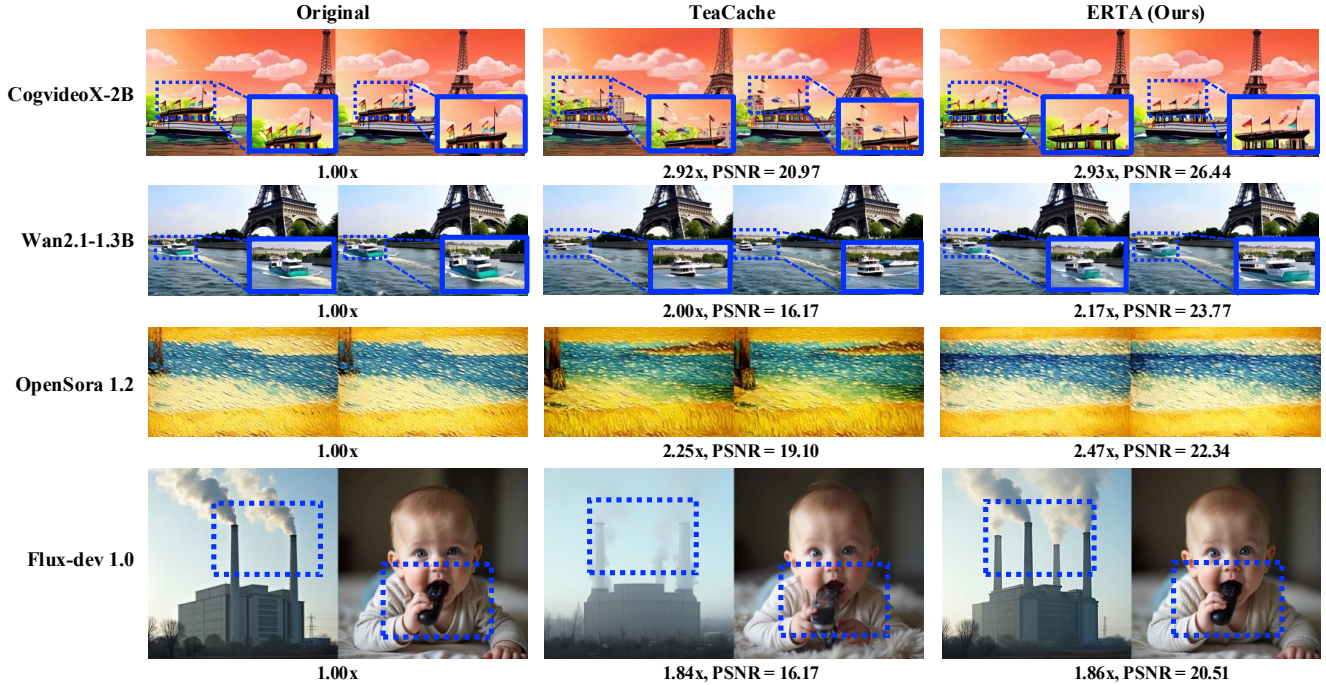 Original TeaCache ERTA (Ours)
CogvideoX-2B
1.00x 2.92x, PSNR = 20.97 2.93x, PSNR = 26.44
Wan2.1-1.3B
1.00x 2.00x, PSNR = 16.17 2.17x, PSNR = 23.77
OpenSora 1.2
1.00x 2.25x, PSNR = 19.10 2.47x, PSNR = 22.34
Flux-dev 1.0
1.00x 1.84x, PSNR = 16.17 1.86x, PSNR = 20.51